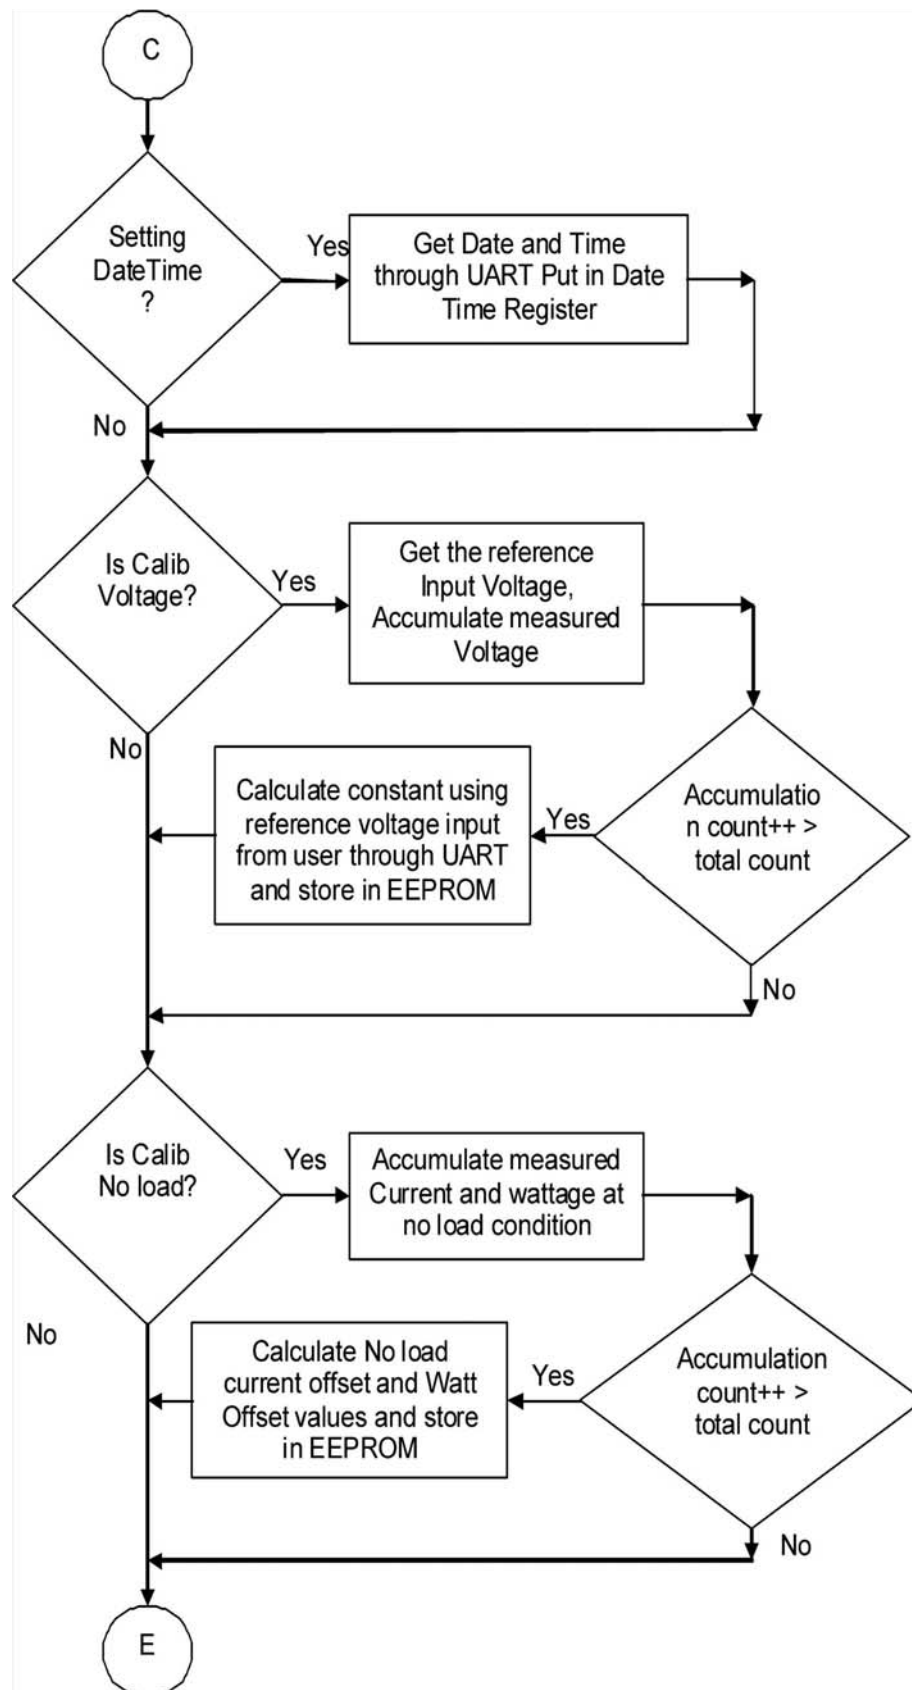 C
Setting
DateTime
?
Yes
Get Date and Time
through UART Put in Date
Time Register
No
Is Calib
Voltage?
Yes
Get the reference
Input Voltage,
Accumulate measured
Voltage
No
Calculate constant using
reference voltage input
from user through UART
and store in EEPROM
Yes
Accumulatio
n count++ >
total count
No
Is Calib
No load?
Yes
Accumulate measured
Current and wattage at
no load condition
No
Calculate No load
current offset and Watt
Offset values and store
in EEPROM
Yes
Accumulation
count++ >
total count
No
E